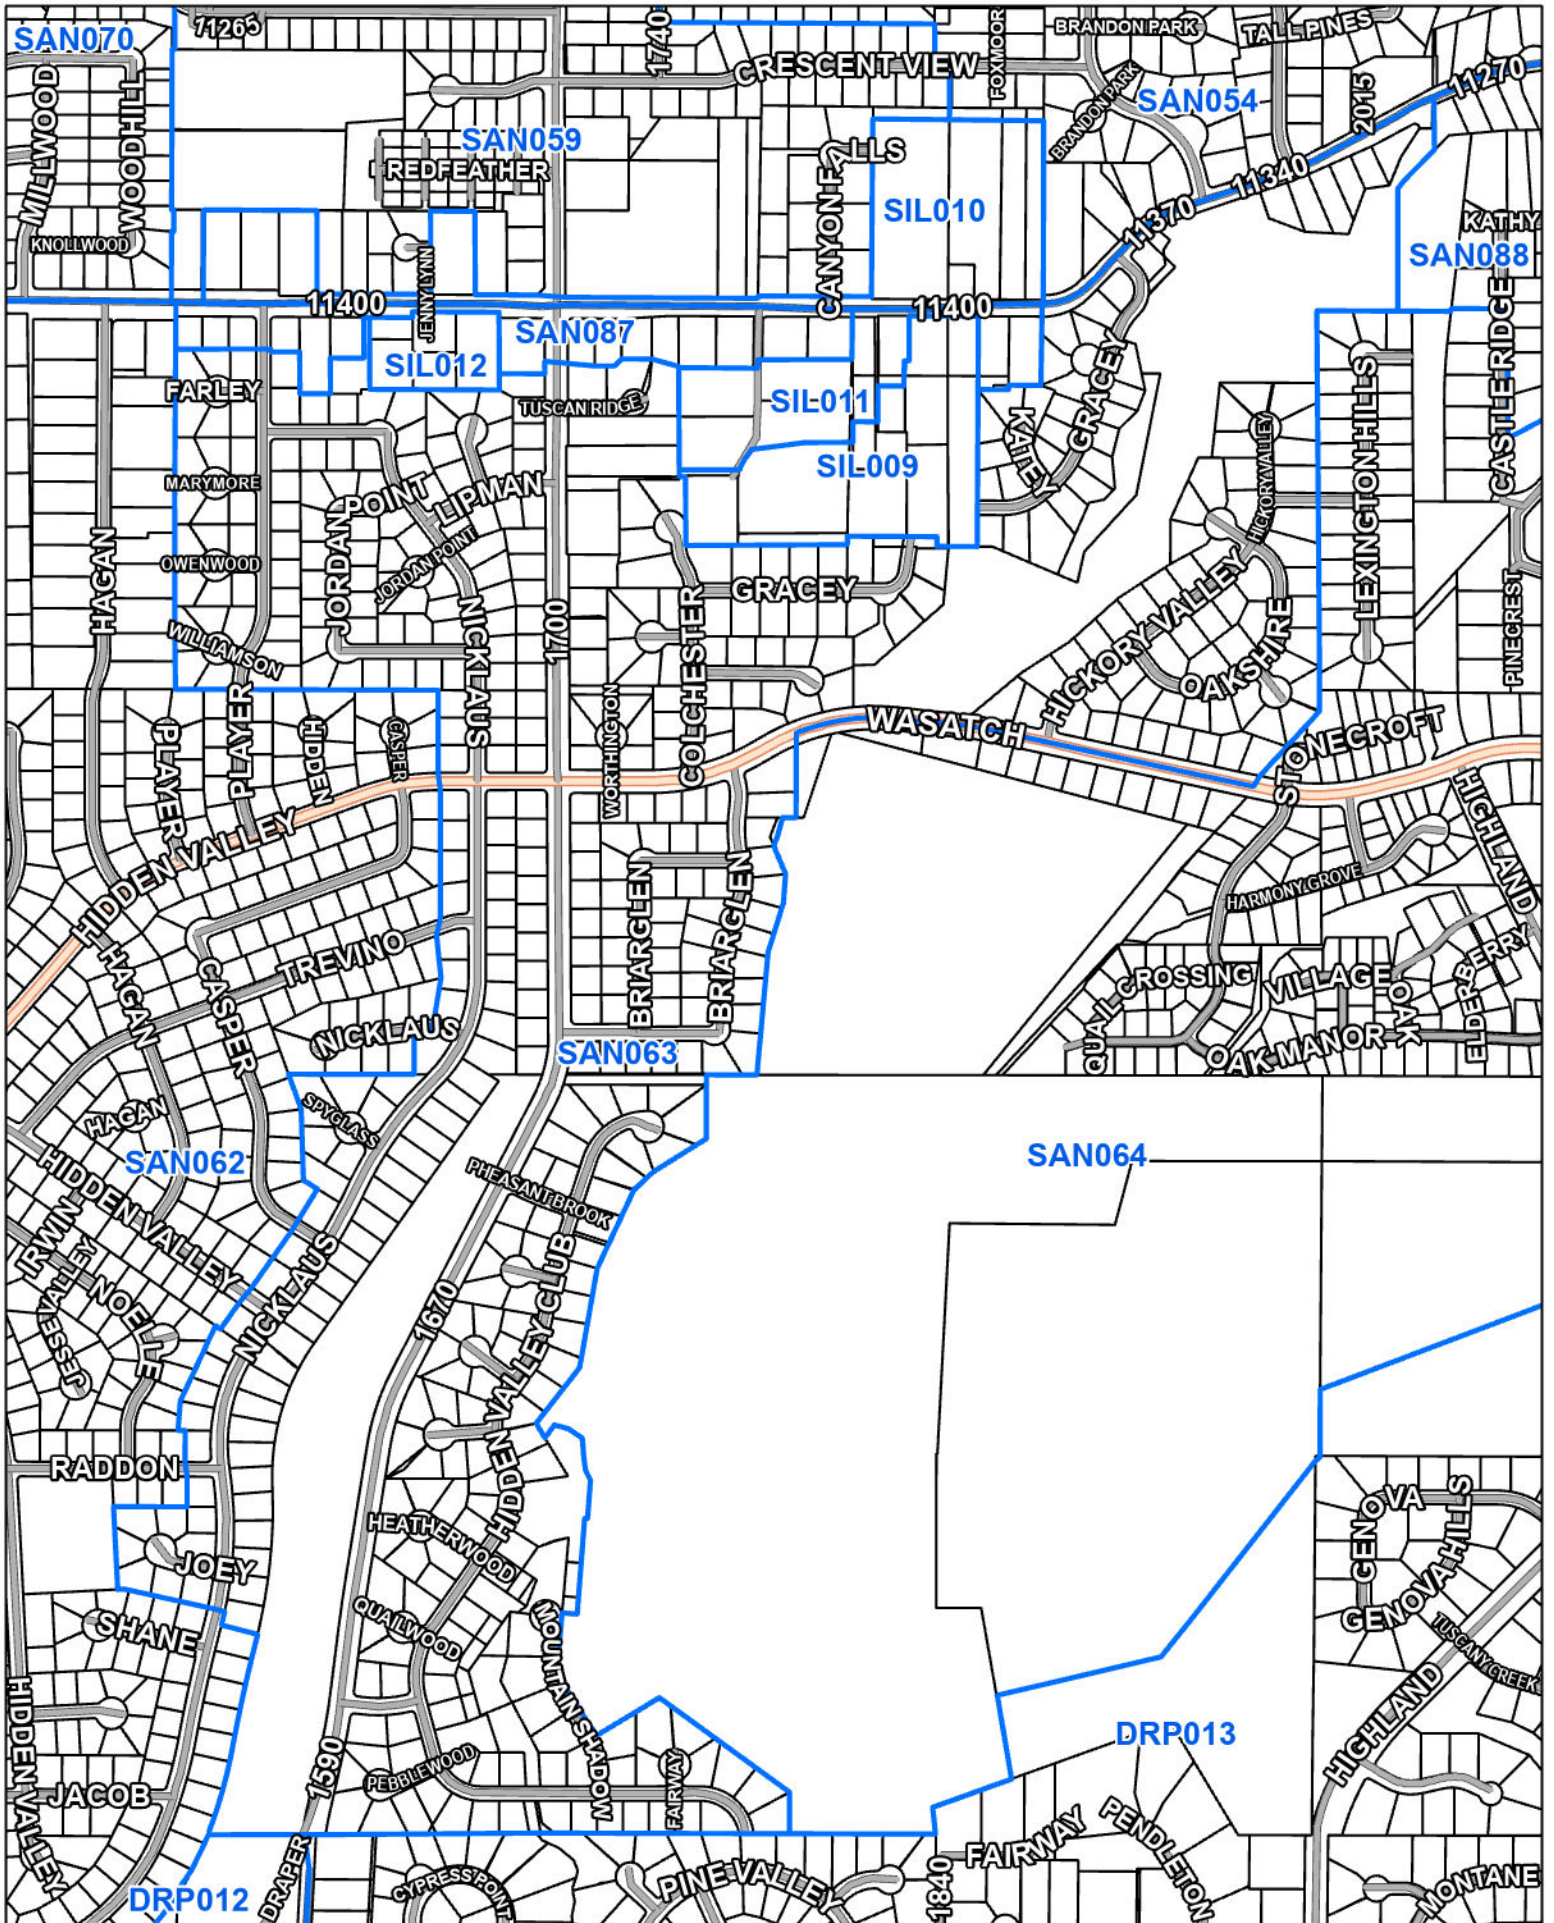 11265
SAN070
1740
CRESCENT VIEW
FOXMOOR
BRANDON PARK
TALL PINES
11270
MILLWOOD
WOODHILL
SAN059
REDFEATHER
BRANDON PARK
SAN054
2015
CANYON FALLS
11340
SIL010
11370
KNOLLWOOD
KATHY
SAN088
JENNY LYNN
11400
11400
CASTLE RIDGE
SAN087
SIL012
FARLEY
TUSCAN RIDGE
SIL011
KATEY
GRACEY
LEXINGTON HILLS
HICKORY VALLEY
MARYMORE
POINT
LIPMAN
SIL009
JORDAN
HAGAN
OWENWOOD
JORDAN POINT
GRACEY
HICKORY VALLEY
OAKSHIRE
PINECREST
WILLIAMSON
NICKLAUS
1700
COLCHESTER
WORTHINGTON
PLAYER
PLAYER
HIDDEN
CASPER
WASATCH
STONECROFT
HIGHLAND
HIDDEN VALLEY
BRIARGLEN
BRIARGLEN
HARMONY GROVE
HAGAN
CASPER
TREVINO
NICKLAUS
QUAIL CROSSING
VILLAGE
OAK
ELDERBERRY
OAK MANOR
SAN063
HAGAN
SPYGLASS
SAN062
PHEASANT BROOK
SAN064
HIDDEN VALLEY
IRWIN
JESSE VALLEY
NOELLE
NICKLAUS
1670
HIDDEN VALLEY CLUB
RADDON
HEATHERWOOD
GENOVA
GENOVA HILLS
JOEY
SHANE
QUAILWOOD
MOUNTAIN SHADOW
TUSCANY CREEK
HIGHLAND
HIDDEN VALLEY
JACOB
1590
PEBBLEWOOD
FAIRWAY
DRP013
DRP012
DRAPER
CYPRESS POINT
PINE VALLEY
1840
FAIRWAY
PENDLETON
MONTANE